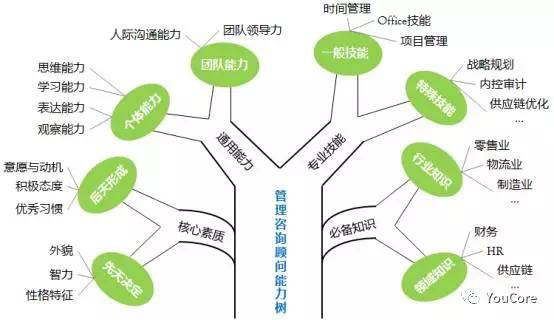 时间管理
Office技能
项目管理
一般技能
人际沟通能力
团队领导力
团队能力
思维能力
学习能力
表达能力
观察能力
个体能力
战略规划
内控审计
供应链优化
...
特殊技能
通用能力
专业技能
意愿与动机
积极态度
优秀习惯
后天形成
零售业
物流业
制造业
...
行业知识
核心素质
必备知识
外貌
智力
性格特征
先天决定
财务
HR
供应链
...
领域知识
管理咨询顾问能力树
YouCore